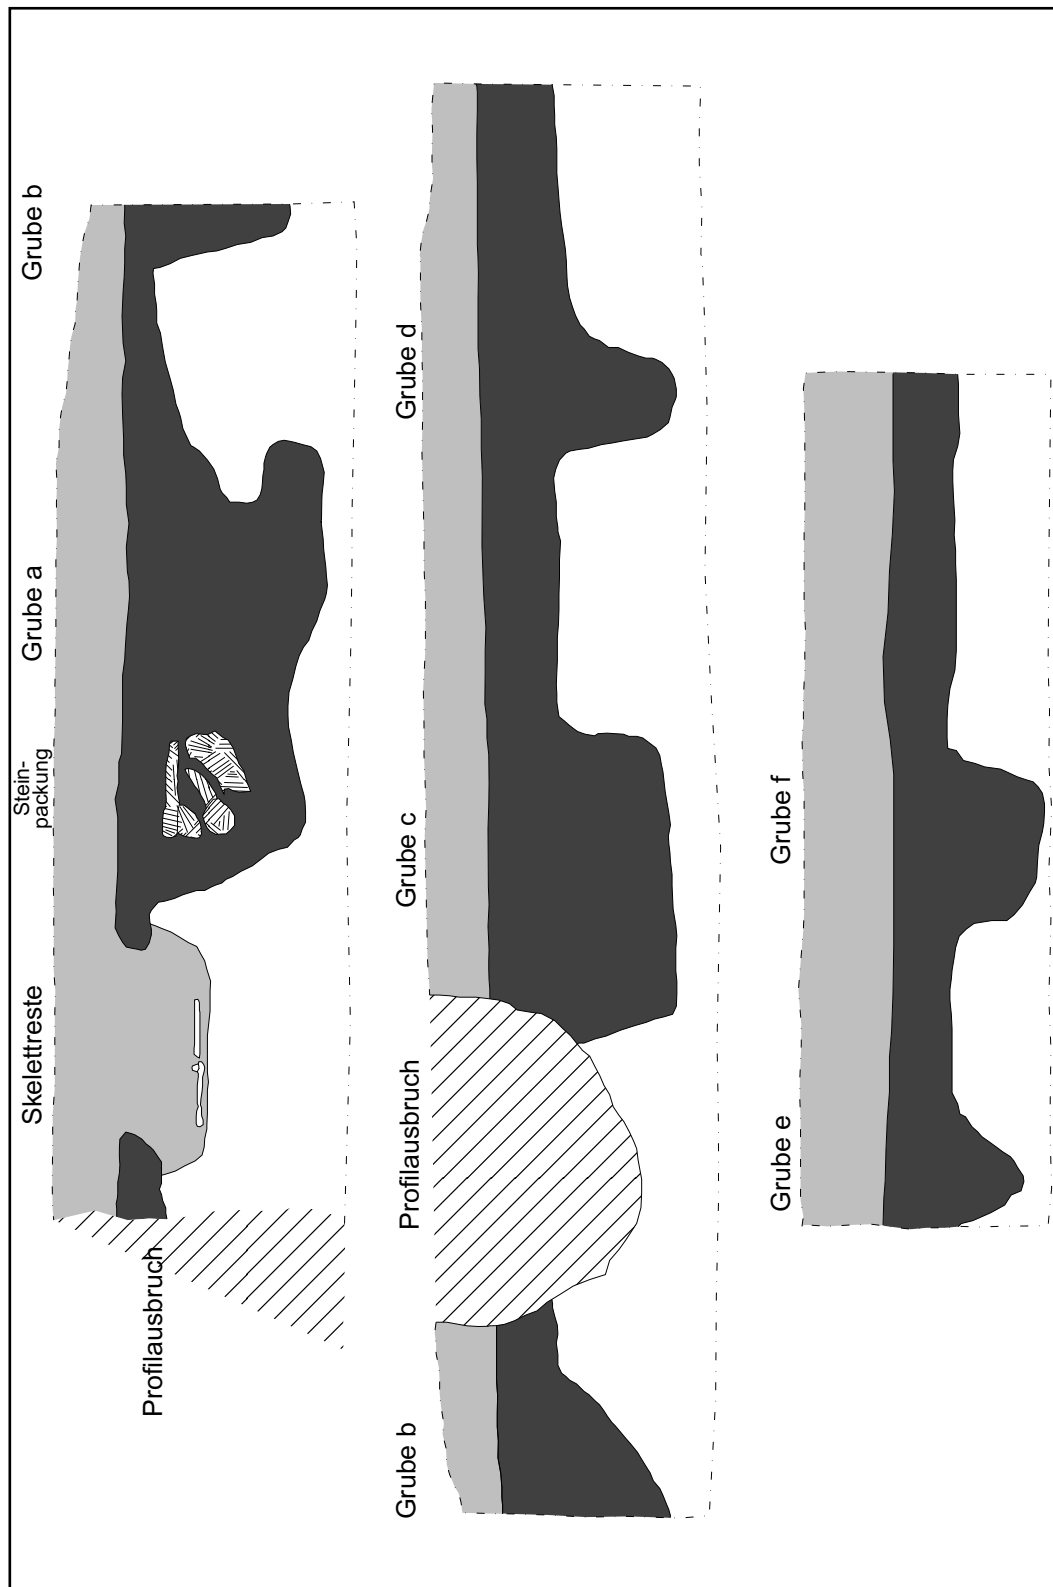 Profilausbruch
Skelettreste
Stein-
packung
Grube a
Grube b
Grube b
Profilausbruch
Grube c
Grube d
Grube e
Grube f